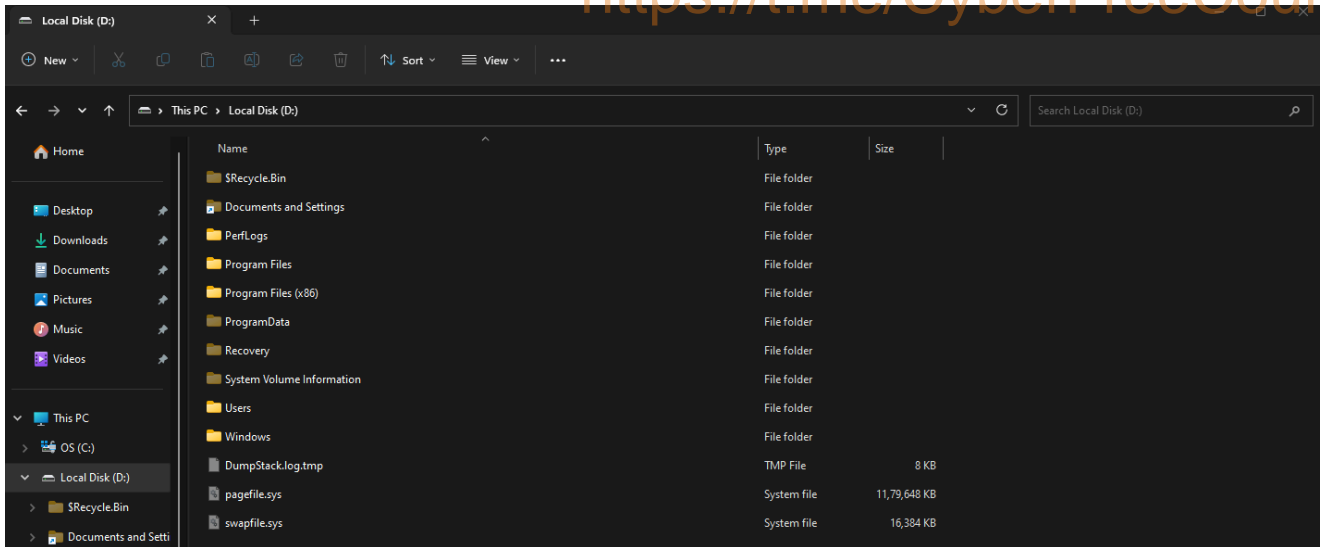 Local Disk (D:)
New Sort View
This PC Local Disk (D:) Search Local Disk (D:)
Home
Desktop
Downloads
Documents
Pictures
Music
Videos
This PC
OS (C:)
Local Disk (D:)
$Recycle.Bin
Documents and Setti
Name Type Size
$Recycle.Bin File folder
Documents and Settings File folder
PerfLogs File folder
Program Files File folder
Program Files (x86) File folder
ProgramData File folder
Recovery File folder
System Volume Information File folder
Users File folder
Windows File folder
DumpStack.log.tmp TMP File 8 KB
pagefile.sys System file 11,79,648 KB
swapfile.sys System file 16,384 KB